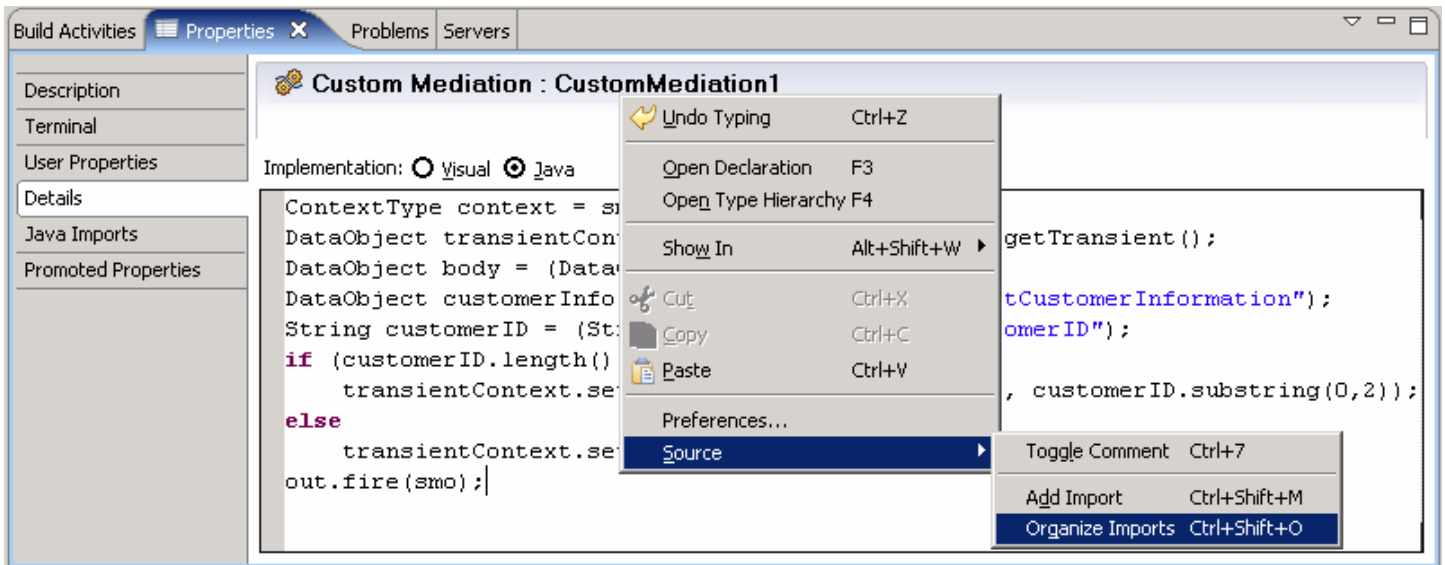 Build Activities Properties Problems Servers
Custom Mediation : CustomMediation1
Description
Terminal
User Properties
Details
Java Imports
Promoted Properties
Implementation: Visual Java
ContextType context =
DataObject getTransient();
DataObject body =
DataObject customerInfo tCustomerInformation");
String customerID = omerID");
if (customerID.length()
transientContext.se , customerID.substring(0,2));
else
transientContext.se
out.fire(smo);
Undo Typing Ctrl+Z
Open Declaration F3
Open Type Hierarchy F4
Show In Alt+Shift+W
Cut Ctrl+X
Copy Ctrl+C
Paste Ctrl+V
Preferences...
Source
Toggle Comment Ctrl+7
Add Import Ctrl+Shift+M
Organize Imports Ctrl+Shift+O